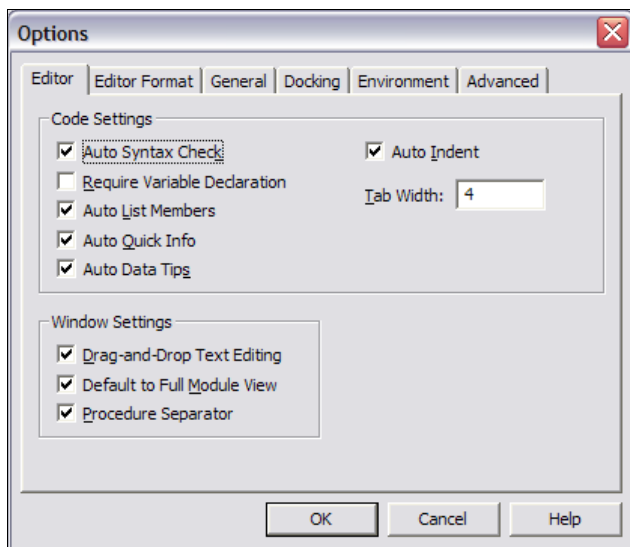 Options
Editor Editor Format General Docking Environment Advanced
Code Settings
Auto Syntax Check Auto Indent
Require Variable Declaration Tab Width: 4
Auto List Members
Auto Quick Info
Auto Data Tips
Window Settings
Drag-and-Drop Text Editing
Default to Full Module View
Procedure Separator
OK Cancel Help